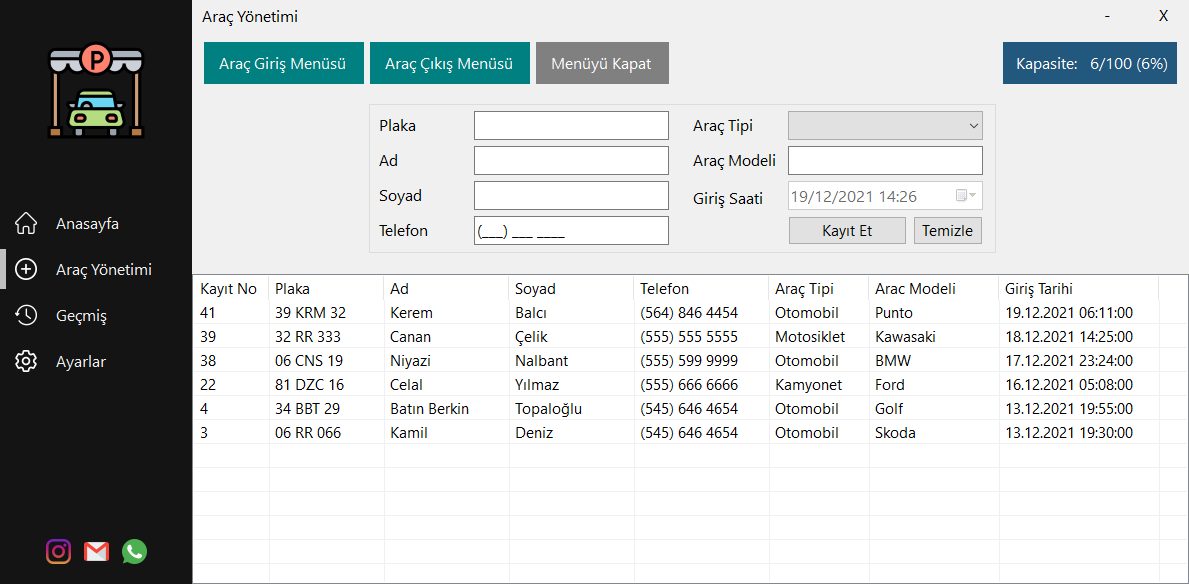 P
Araç Yönetimi
- X
Araç Giriş Menüsü Araç Çıkış Menüsü Menüyü Kapat Kapasite: 6/100 (6%)
Plaka Araç Tipi
Ad Araç Modeli
Soyad Giriş Saati 19/12/2021 14:26
Telefon (___) ___ ____ Kayıt Et Temizle
Anasayfa
Araç Yönetimi
Geçmiş
Ayarlar
Kayıt No Plaka Ad Soyad Telefon Araç Tipi Arac Modeli Giriş Tarihi
41 39 KRM 32 Kerem Balcı (564) 846 4454 Otomobil Punto 19.12.2021 06:11:00
39 32 RR 333 Canan Çelik (555) 555 5555 Motosiklet Kawasaki 18.12.2021 14:25:00
38 06 CNS 19 Niyazi Nalbant (555) 599 9999 Otomobil BMW 17.12.2021 23:24:00
22 81 DZC 16 Celal Yılmaz (555) 666 6666 Kamyonet Ford 16.12.2021 05:08:00
4 34 BBT 29 Batın Berkin Topaloğlu (545) 646 4654 Otomobil Golf 13.12.2021 19:55:00
3 06 RR 066 Kamil Deniz (545) 646 4654 Otomobil Skoda 13.12.2021 19:30:00